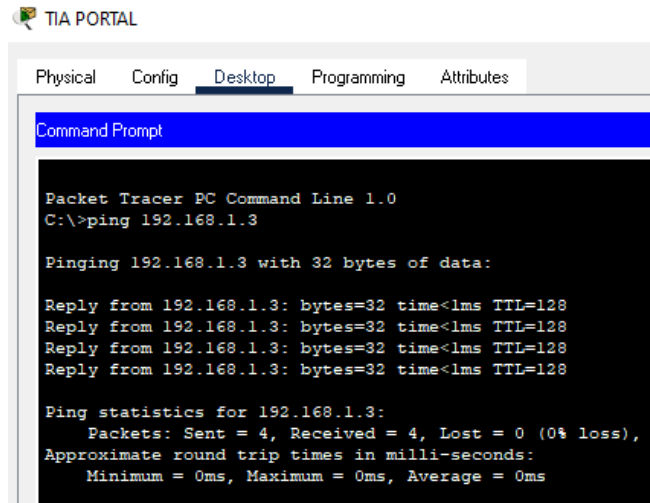 TIA PORTAL
Physical Config Desktop Programming Attributes
Command Prompt
Packet Tracer PC Command Line 1.0
C:\>ping 192.168.1.3
Pinging 192.168.1.3 with 32 bytes of data:
Reply from 192.168.1.3: bytes=32 time<1ms TTL=128
Reply from 192.168.1.3: bytes=32 time<1ms TTL=128
Reply from 192.168.1.3: bytes=32 time<1ms TTL=128
Reply from 192.168.1.3: bytes=32 time<1ms TTL=128
Ping statistics for 192.168.1.3:
Packets: Sent = 4, Received = 4, Lost = 0 (0% loss),
Approximate round trip times in milli-seconds:
Minimum = 0ms, Maximum = 0ms, Average = 0ms